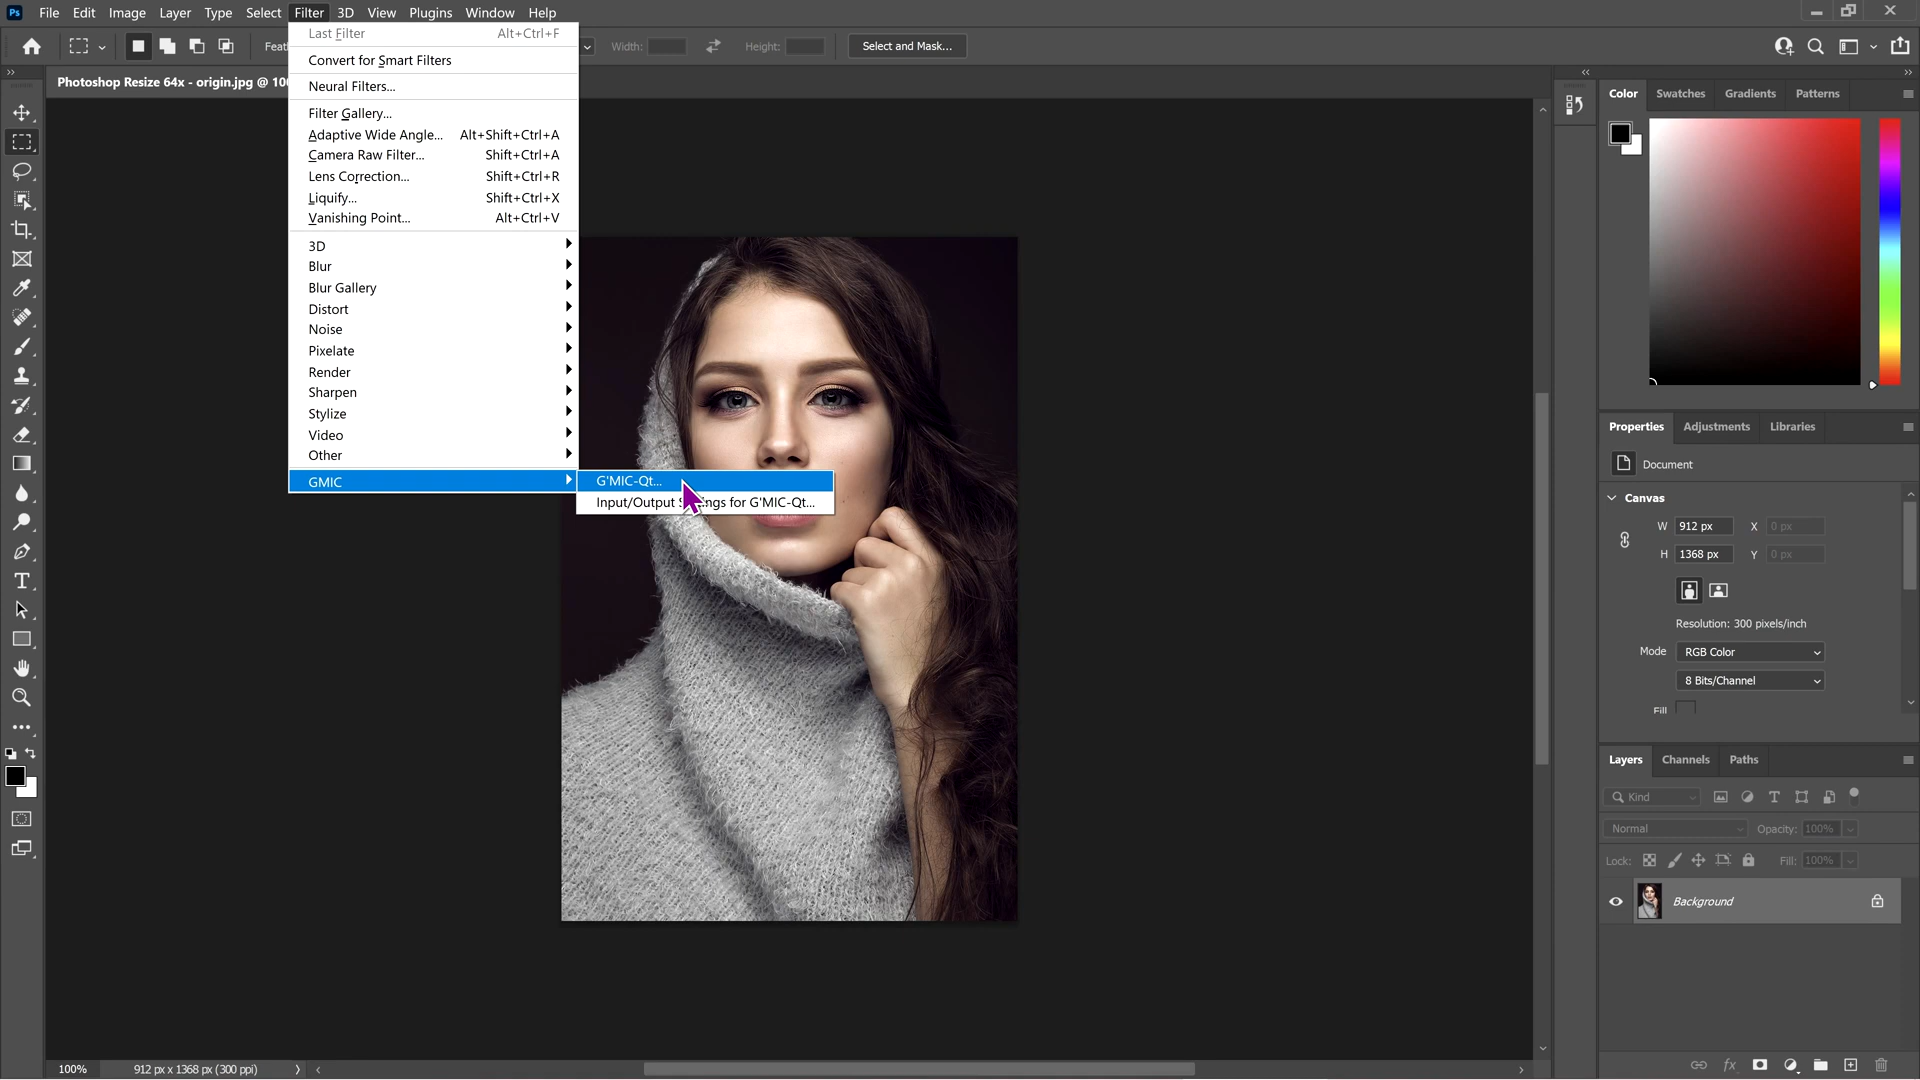 Ps File Edit Image Layer Type Select Filter 3D View Plugins Window Help
Width: Height: Select and Mask...
Photoshop Resize 64x - origin.jpg @
Last Filter Alt+Ctrl+F
Convert for Smart Filters
Neural Filters...
Filter Gallery...
Adaptive Wide Angle... Alt+Shift+Ctrl+A
Camera Raw Filter... Shift+Ctrl+A
Lens Correction... Shift+Ctrl+R
Liquify... Shift+Ctrl+X
Vanishing Point... Alt+Ctrl+V
3D
Blur
Blur Gallery
Distort
Noise
Pixelate
Render
Sharpen
Stylize
Video
Other
GMIC
G'MIC-Qt...
Input/Output for G'MIC-Qt...
Color Swatches Gradients Patterns
Properties Adjustments Libraries
Document
Canvas
W 912 px X 0 px
H 1368 px Y 0 px
Resolution: 300 pixels/inch
Mode RGB Color
8 Bits/Channel
Fill
Layers Channels Paths
Kind
Normal Opacity: 100%
Lock: Fill: 100%
Background
fx
100% 912 px x 1368 px (300 ppi)